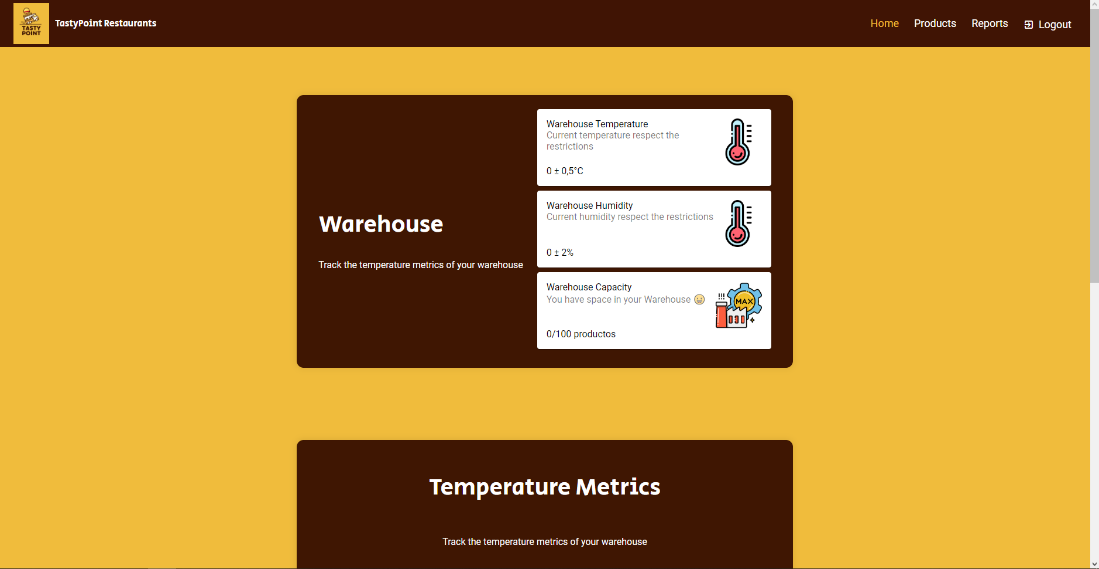 TASTY
POINT
TastyPoint Restaurants
Home
Products
Reports
Logout
Warehouse
Track the temperature metrics of your warehouse
Warehouse Temperature
Current temperature respect the
restrictions
0 ± 0,5°C
Warehouse Humidity
Current humidity respect the restrictions
0 ± 2%
Warehouse Capacity
You have space in your Warehouse 😀
0/100 productos
MAX
Temperature Metrics
Track the temperature metrics of your warehouse